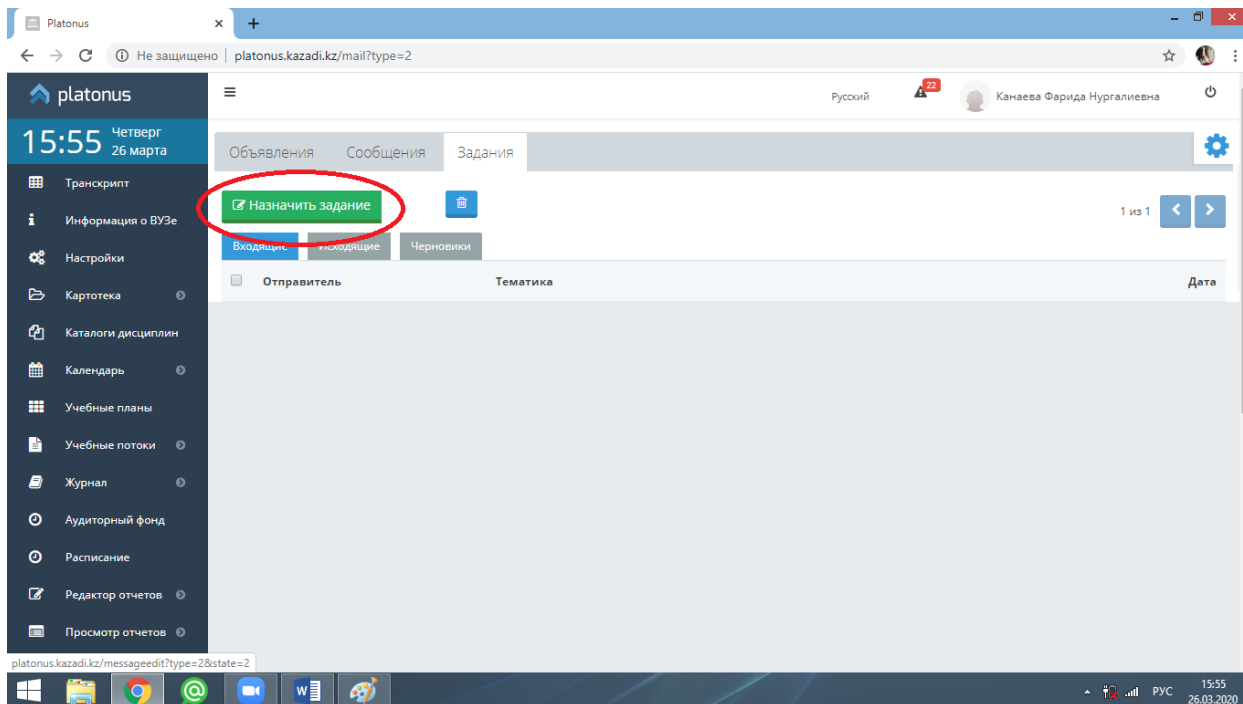 Platonus
Не защищено | platonus.kazadi.kz/mail?type=2
platonus
Русский
22
Канаева Фарида Нургалиевна
15:55
Четверг
26 марта
Объявления
Сообщения
Задания
Транскрипт
Назначить задание
Информация о ВУЗе
1 из 1
Входящие
Исходящие
Черновики
Настройки
Отправитель
Тематика
Дата
Картотека
Каталоги дисциплин
Календарь
Учебные планы
Учебные потоки
Журнал
Аудиторный фонд
Расписание
Редактор отчетов
Просмотр отчетов
platonus.kazadi.kz/messageedit?type=2&state=2
РУС
15:55
26.03.2020